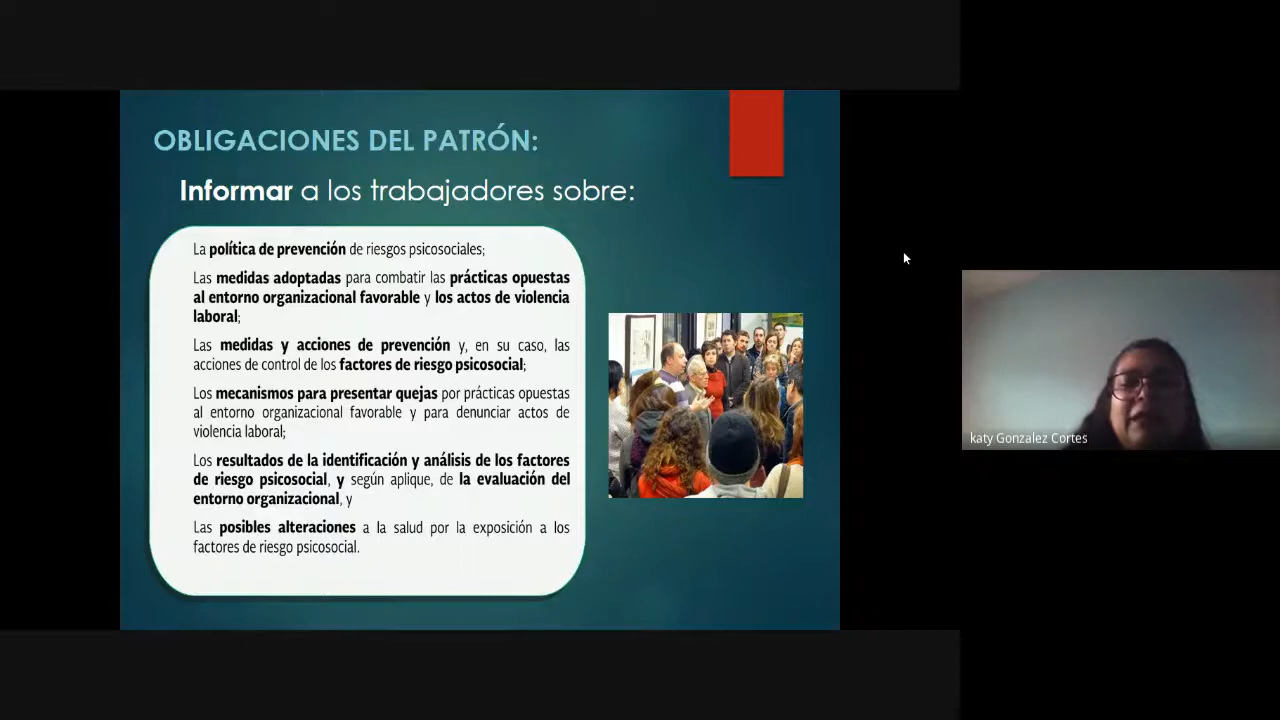 OBLIGACIONES DEL PATRÓN:
Informar a los trabajadores sobre:
La política de prevención de riesgos psicosociales;
Las medidas adoptadas para combatir las prácticas opuestas
al entorno organizacional favorable y los actos de violencia
laboral;
Las medidas y acciones de prevención y, en su caso, las
acciones de control de los factores de riesgo psicosocial;
Los mecanismos para presentar quejas por prácticas opuestas
al entorno organizacional favorable y para denunciar actos de
violencia laboral;
Los resultados de la identificación y análisis de los factores
de riesgo psicosocial, y según aplique, de la evaluación del
entorno organizacional, y
Las posibles alteraciones a la salud por la exposición a los
factores de riesgo psicosocial.
katy Gonzalez Cortes